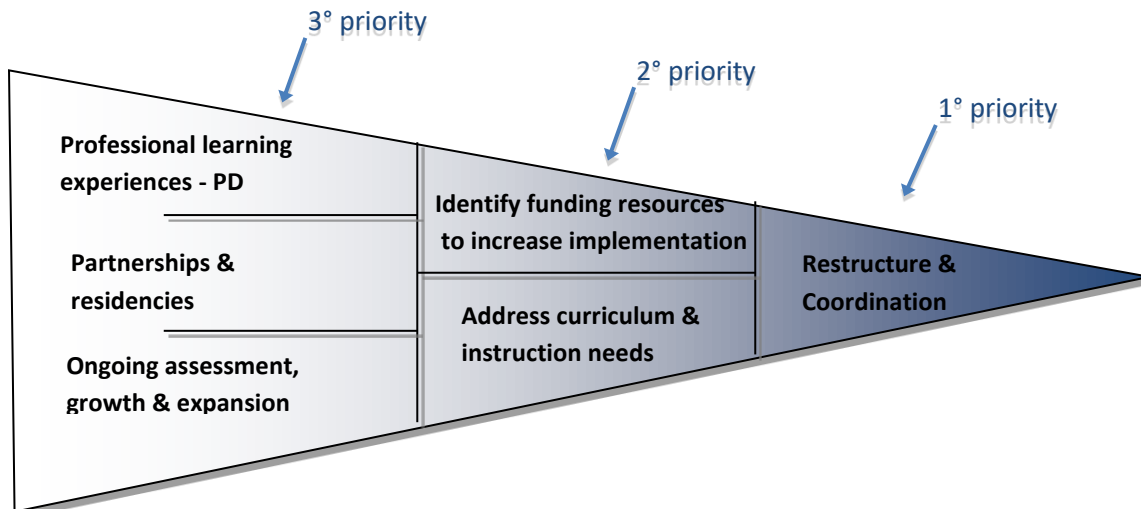 3° priority
2° priority
1° priority
Professional learning
experiences - PD
Partnerships &
residencies
Ongoing assessment,
growth & expansion
Identify funding resources
to increase implementation
Address curriculum &
instruction needs
Restructure &
Coordination